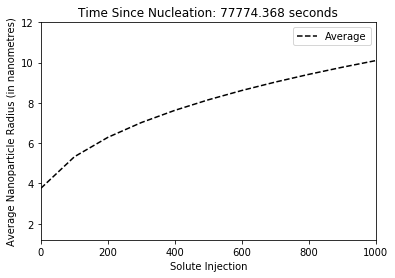 Time Since Nucleation: 77774.368 seconds
Average
Average Nanoparticle Radius (in nanometres)
12
10
8
6
4
2
0 200 400 600 800 1000
Solute Injection